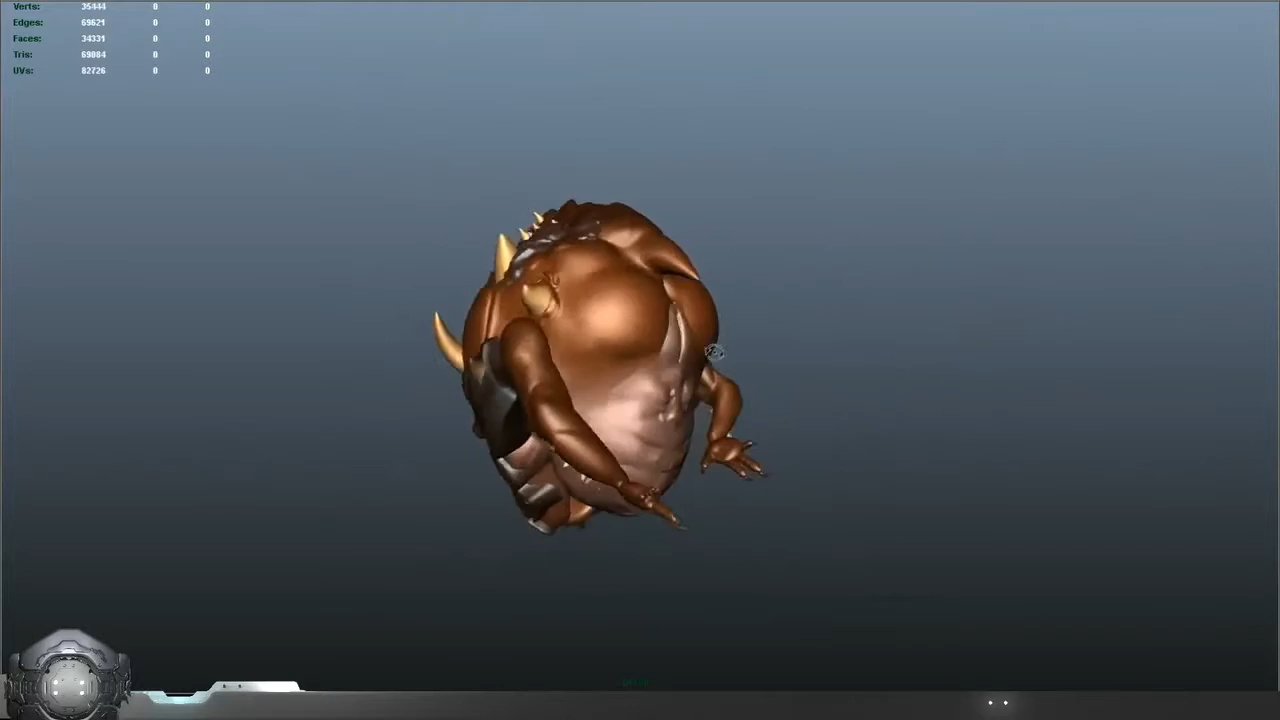 Verts: 35444 0 0
Edges: 69621 0 0
Faces: 34331 0 0
Tris: 69084 0 0
UVs: 82726 0 0